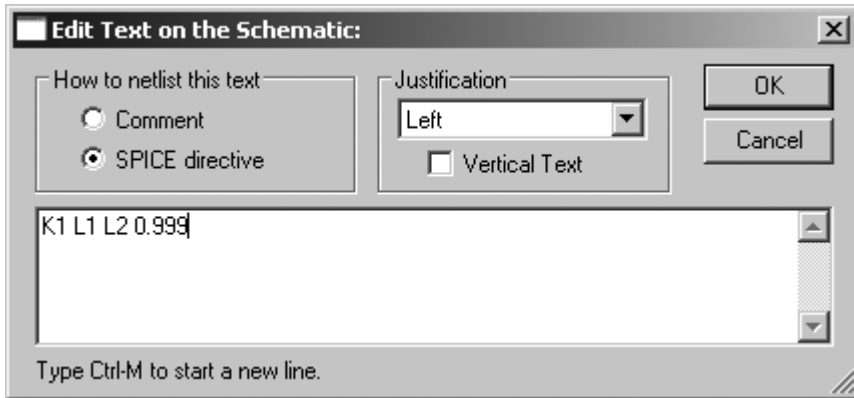 Edit Text on the Schematic:
How to netlist this text
Comment
SPICE directive
Justification
Left
Vertical Text
OK
Cancel
K1 L1 L2 0.999
Type Ctrl-M to start a new line.